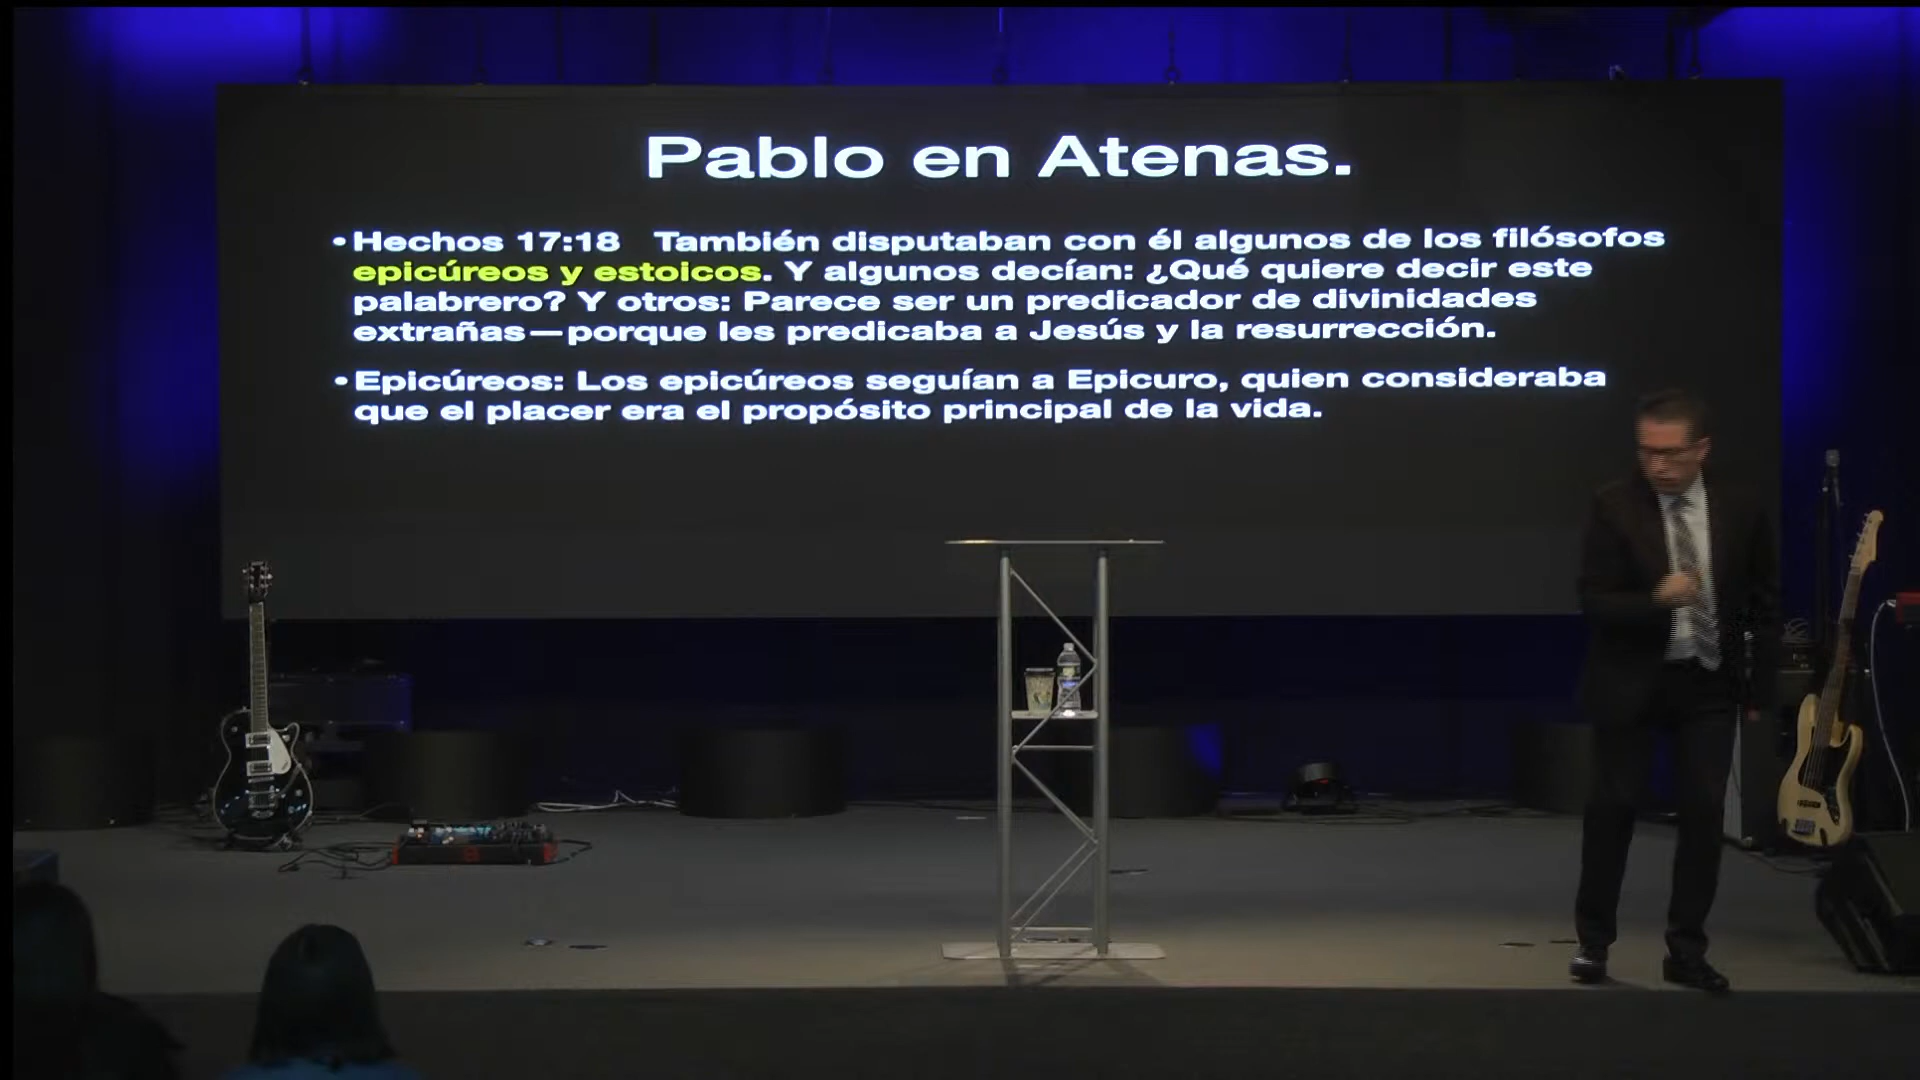 Pablo en Atenas.
•Hechos 17:18 También disputaban con él algunos de los filósofos
epicúreos y estoicos. Y algunos decían: ¿Qué quiere decir este
palabrero? Y otros: Parece ser un predicador de divinidades
extrañas—porque les predicaba a Jesús y la resurrección.
•Epicúreos: Los epicúreos seguían a Epicuro, quien consideraba
que el placer era el propósito principal de la vida.